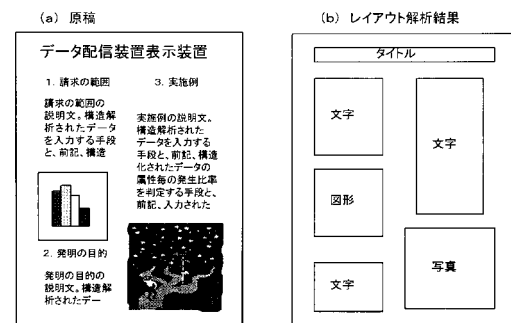 (a) 原稿
データ配信装置表示装置
1. 請求の範囲
請求の範囲の
説明文。構造解
析されたデータ
を入力する手段
と、前記、構造
2. 発明の目的
発明の目的の
説明文。構造解
析されたデー
3. 実施例
実施例の説明文。
構造解析された
データを入力する
手段と、前記、構造
化されたデータの
属性毎の発生比率
を判定する手段と、
前記、入力された
(b) レイアウト解析結果
タイトル
文字
図形
文字
文字
写真